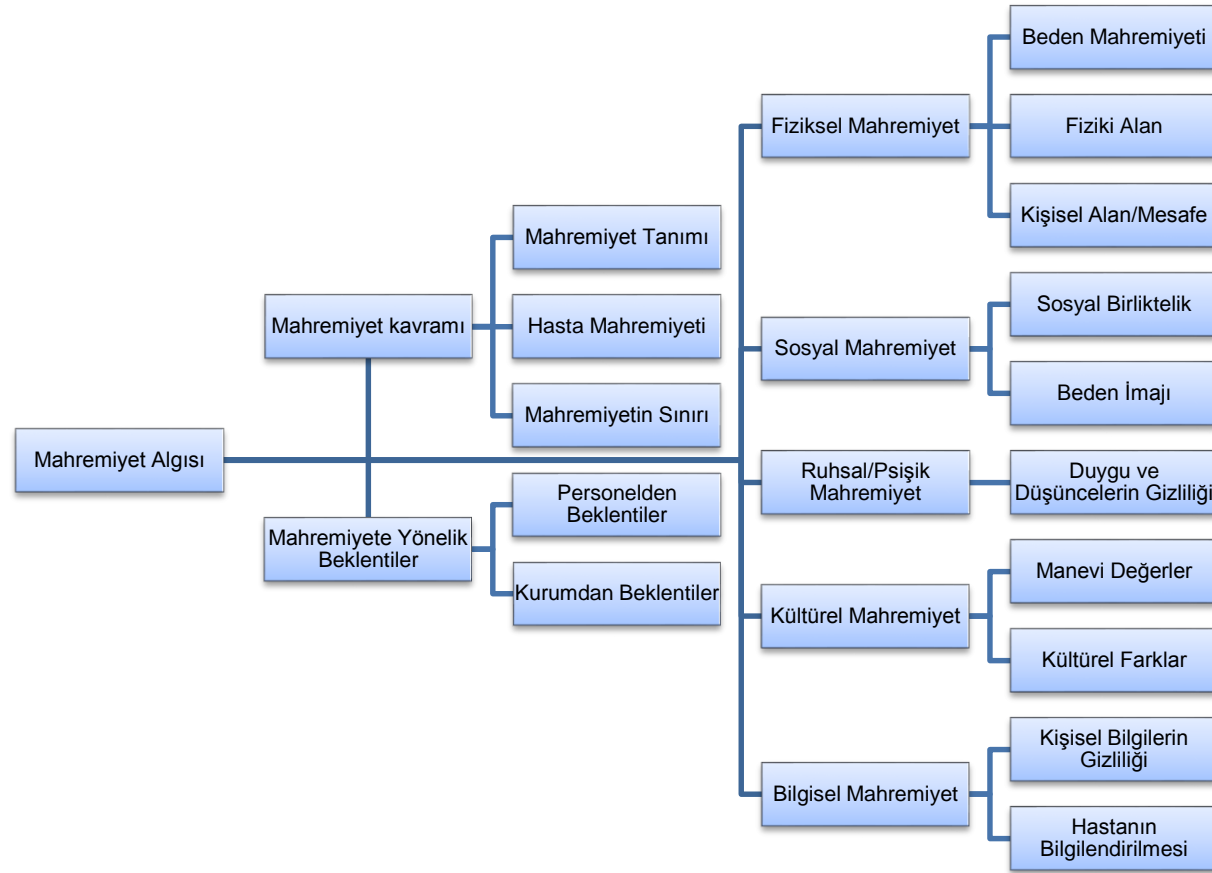 Mahremiyet Algısı
Mahremiyet kavramı
Mahremiyet Tanımı
Hasta Mahremiyeti
Mahremiyetin Sınırı
Mahremiyete Yönelik
Beklentiler
Personelden
Beklentiler
Kurumdan Beklentiler
Fiziksel Mahremiyet
Beden Mahremiyeti
Fiziki Alan
Kişisel Alan/Mesafe
Sosyal Mahremiyet
Sosyal Birliktelik
Beden İmajı
Ruhsal/Psişik
Mahremiyet
Duygu ve
Düşüncelerin Gizliliği
Kültürel Mahremiyet
Manevi Değerler
Kültürel Farklar
Bilgisel Mahremiyet
Kişisel Bilgilerin
Gizliliği
Hastanın
Bilgilendirilmesi